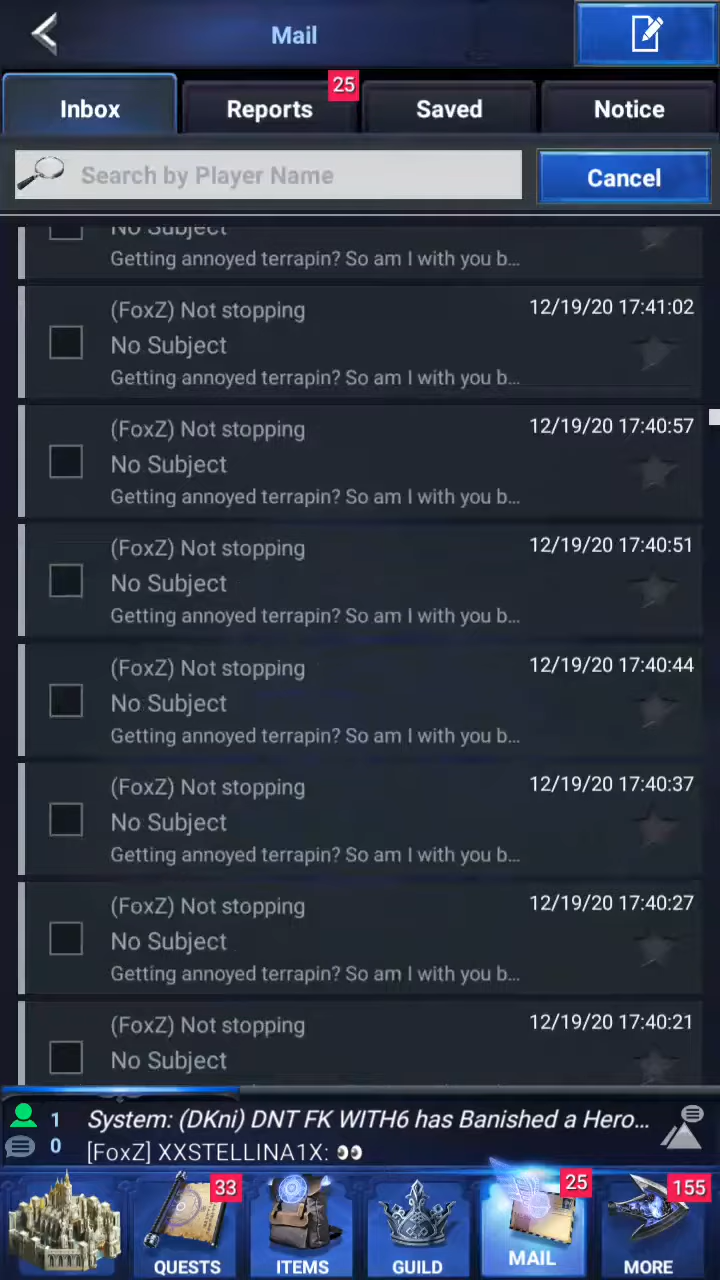 Mail
Inbox
Reports
25
Saved
Notice
Search by Player Name
Cancel
No Subject
Getting annoyed terrapin? So am I with you b...
(FoxZ) Not stopping
12/19/20 17:41:02
No Subject
Getting annoyed terrapin? So am I with you b...
(FoxZ) Not stopping
12/19/20 17:40:57
No Subject
Getting annoyed terrapin? So am I with you b...
(FoxZ) Not stopping
12/19/20 17:40:51
No Subject
Getting annoyed terrapin? So am I with you b...
(FoxZ) Not stopping
12/19/20 17:40:44
No Subject
Getting annoyed terrapin? So am I with you b...
(FoxZ) Not stopping
12/19/20 17:40:37
No Subject
Getting annoyed terrapin? So am I with you b...
(FoxZ) Not stopping
12/19/20 17:40:27
No Subject
Getting annoyed terrapin? So am I with you b...
(FoxZ) Not stopping
12/19/20 17:40:21
No Subject
1
System: (DKni) DNT FK WITH6 has Banished a Hero...
0
[FoxZ] XXSTELLINA1X: 👀
33
25
155
QUESTS
ITEMS
GUILD
MAIL
MORE